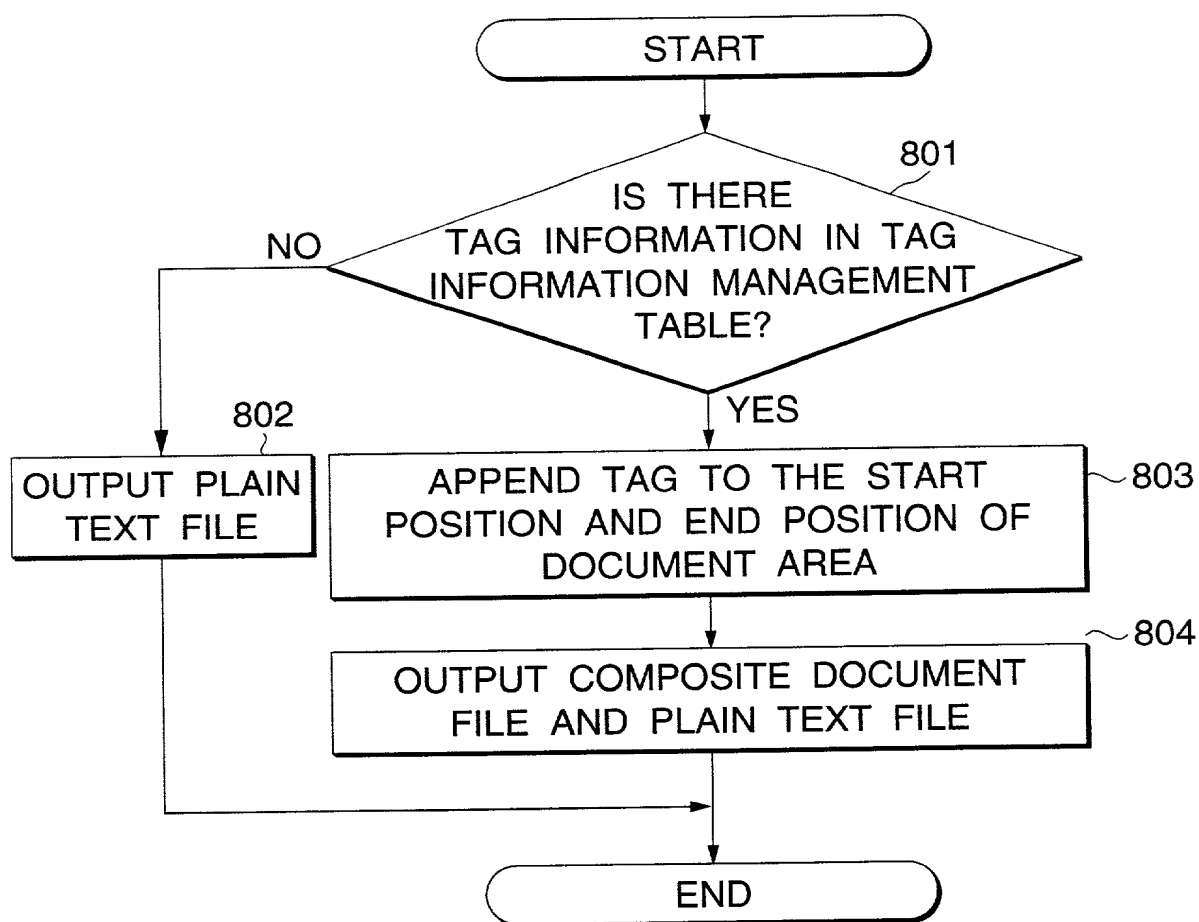 START
801
IS THERE
TAG INFORMATION IN TAG
INFORMATION MANAGEMENT
TABLE?
NO
YES
802
OUTPUT PLAIN
TEXT FILE
APPEND TAG TO THE START
POSITION AND END POSITION OF
DOCUMENT AREA
803
804
OUTPUT COMPOSITE DOCUMENT
FILE AND PLAIN TEXT FILE
END